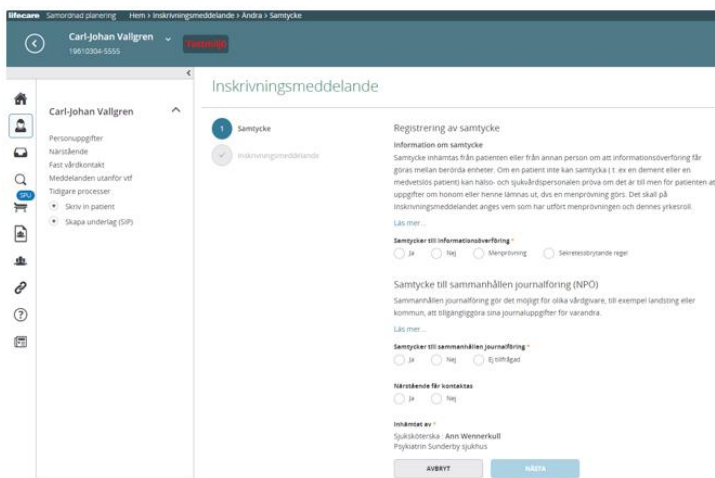 lifecare Samordnad planering Hem > Inskrivningsmeddelande > Ändra > Samtycke
Carl-Johan Vallgren
19610304-5555
Testmiljö
Inskrivningsmeddelande
Carl-Johan Vallgren
Personuppgifter
Närstående
Fast vårdkontakt
Meddelanden utanför vtf
Tidigare processer
Skriv in patient
Skapa underlag (SIP)
SPU
1 Samtycke
Inskrivningsmeddelande
Registrering av samtycke
Information om samtycke
Samtycke inhämtas från patienten eller från annan person om att informationsöverföring får
göras mellan berörda enheter. Om en patient inte kan samtycka ( t .ex en dement eller en
medvetslös patient) kan hälso- och sjukvårdspersonalen pröva om det är till men för patienten at
uppgifter om honom eller henne lämnas ut, dvs en menprövning görs. Det skall på
inskrivningsmeddelandet anges vem som har utfört menprövningen och dennes yrkesroll.
Läs mer...
Samtycker till informationsöverföring *
Ja Nej Menprövning Sekretessbrytande regel
Samtycke till sammanhållen journalföring (NPÖ)
Sammanhållen journalföring gör det möjligt för olika vårdgivare, till exempel landsting eller
kommun, att tillgängliggöra sina journaluppgifter för varandra.
Läs mer...
Samtycker till sammanhållen journalföring *
Ja Nej Ej tillfrågad
Närstående får kontaktas
Ja Nej
Inhämtat av *
Sjuksköterska : Ann Wennerkull
Psykiatrin Sunderby sjukhus
AVBRYT NÄSTA